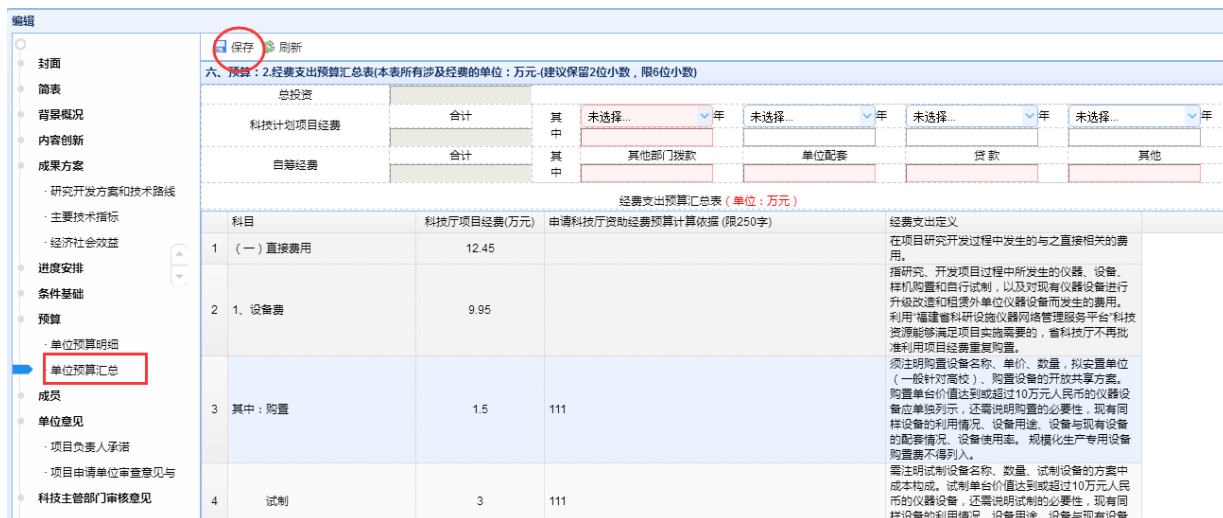 编辑
保存 刷新
封面
简表
背景概况
内容创新
成果方案
·研究开发方案和技术路线
·主要技术指标
·经济社会效益
进度安排
条件基础
预算
·单位预算明细
·单位预算汇总
成员
单位意见
·项目负责人承诺
·项目申请单位审查意见与
科技主管部门审核意见
六、预算：2.经费支出预算汇总表(本表所有涉及经费的单位：万元-(建议保留2位小数，限6位小数)
总投资
科技计划项目经费 合计 其中 未选择... 年 未选择... 年 未选择... 年 未选择... 年
自筹经费 合计 其中 其他部门拨款 单位配套 贷 款 其他
经费支出预算汇总表 ( 单位：万元 )
科目 科技厅项目经费(万元) 申请科技厅资助经费预算计算依据 (限250字) 经费支出定义
1 （一）直接费用 12.45 在项目研究开发过程中发生的与之直接相关的费
用。
2 1、设备费 9.95 指研究、开发项目过程中所发生的仪器、设备、
样机购置和自行试制，以及对现有仪器设备进行
升级改造和租赁外单位仪器设备而发生的费用。
利用“福建省科研设施仪器网络管理服务平台”科技
资源能够满足项目实施需要的，省科技厅不再批
准利用项目经费重复购置。
3 其中：购置 1.5 111 须注明购置设备名称、单价、数量，拟安置单位
（一般针对高校）、购置设备的开放共享方案。
购置单台价值达到或超过10万元人民币的仪器设
备应单独列示，还需说明购置的必要性，现有同
样设备的利用情况、设备用途、设备与现有设备
的配套情况、设备使用率。 规模化生产专用设备
购置费不得列入。
4 试制 3 111 需注明试制设备名称、数量、试制设备的方案中
成本构成。试制单台价值达到或超过10万元人民
币的仪器设备，还需说明试制的必要性，现有同
样设备的利用情况、设备用途、设备与现有设备